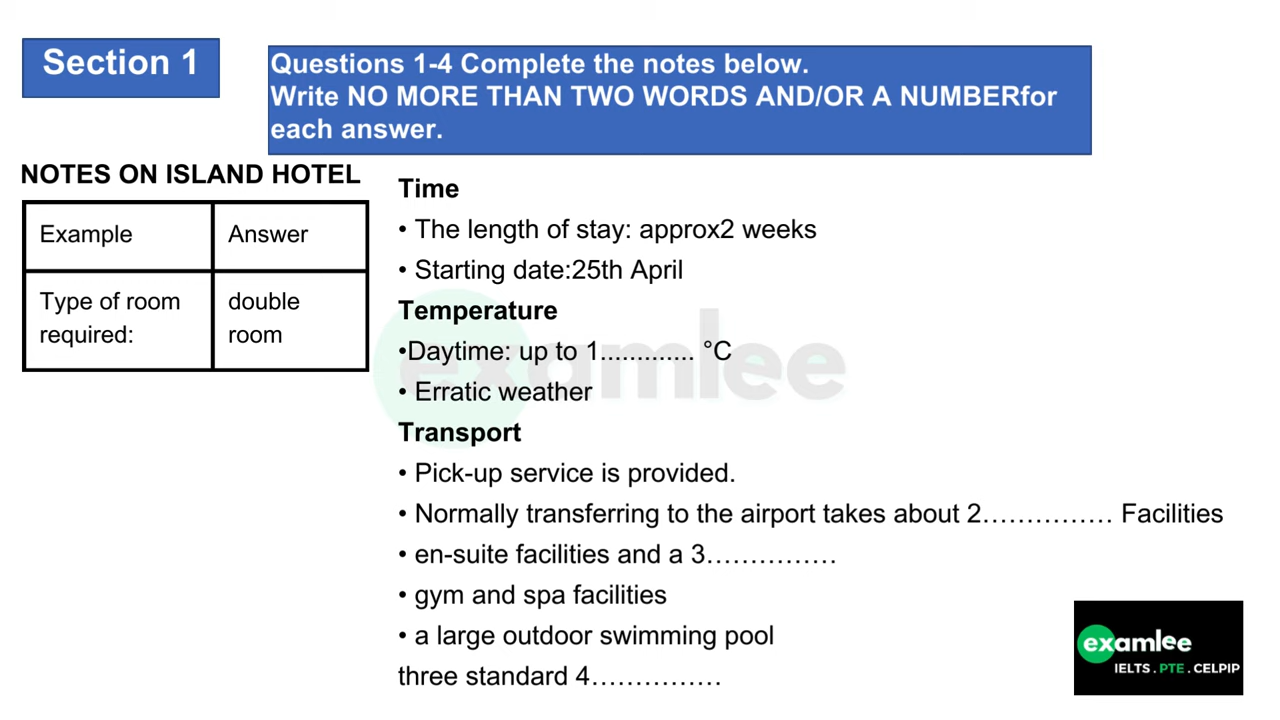 Section 1
Questions 1-4 Complete the notes below.
Write NO MORE THAN TWO WORDS AND/OR A NUMBERfor
each answer.
NOTES ON ISLAND HOTEL
Example
Answer
Type of room
required:
double
room
Time
• The length of stay: approx2 weeks
• Starting date:25th April
Temperature
•Daytime: up to 1............. °C
• Erratic weather
Transport
• Pick-up service is provided.
• Normally transferring to the airport takes about 2…………… Facilities
• en-suite facilities and a 3……………
• gym and spa facilities
• a large outdoor swimming pool
three standard 4……………
examlee
examlee
IELTS . PTE . CELPIP